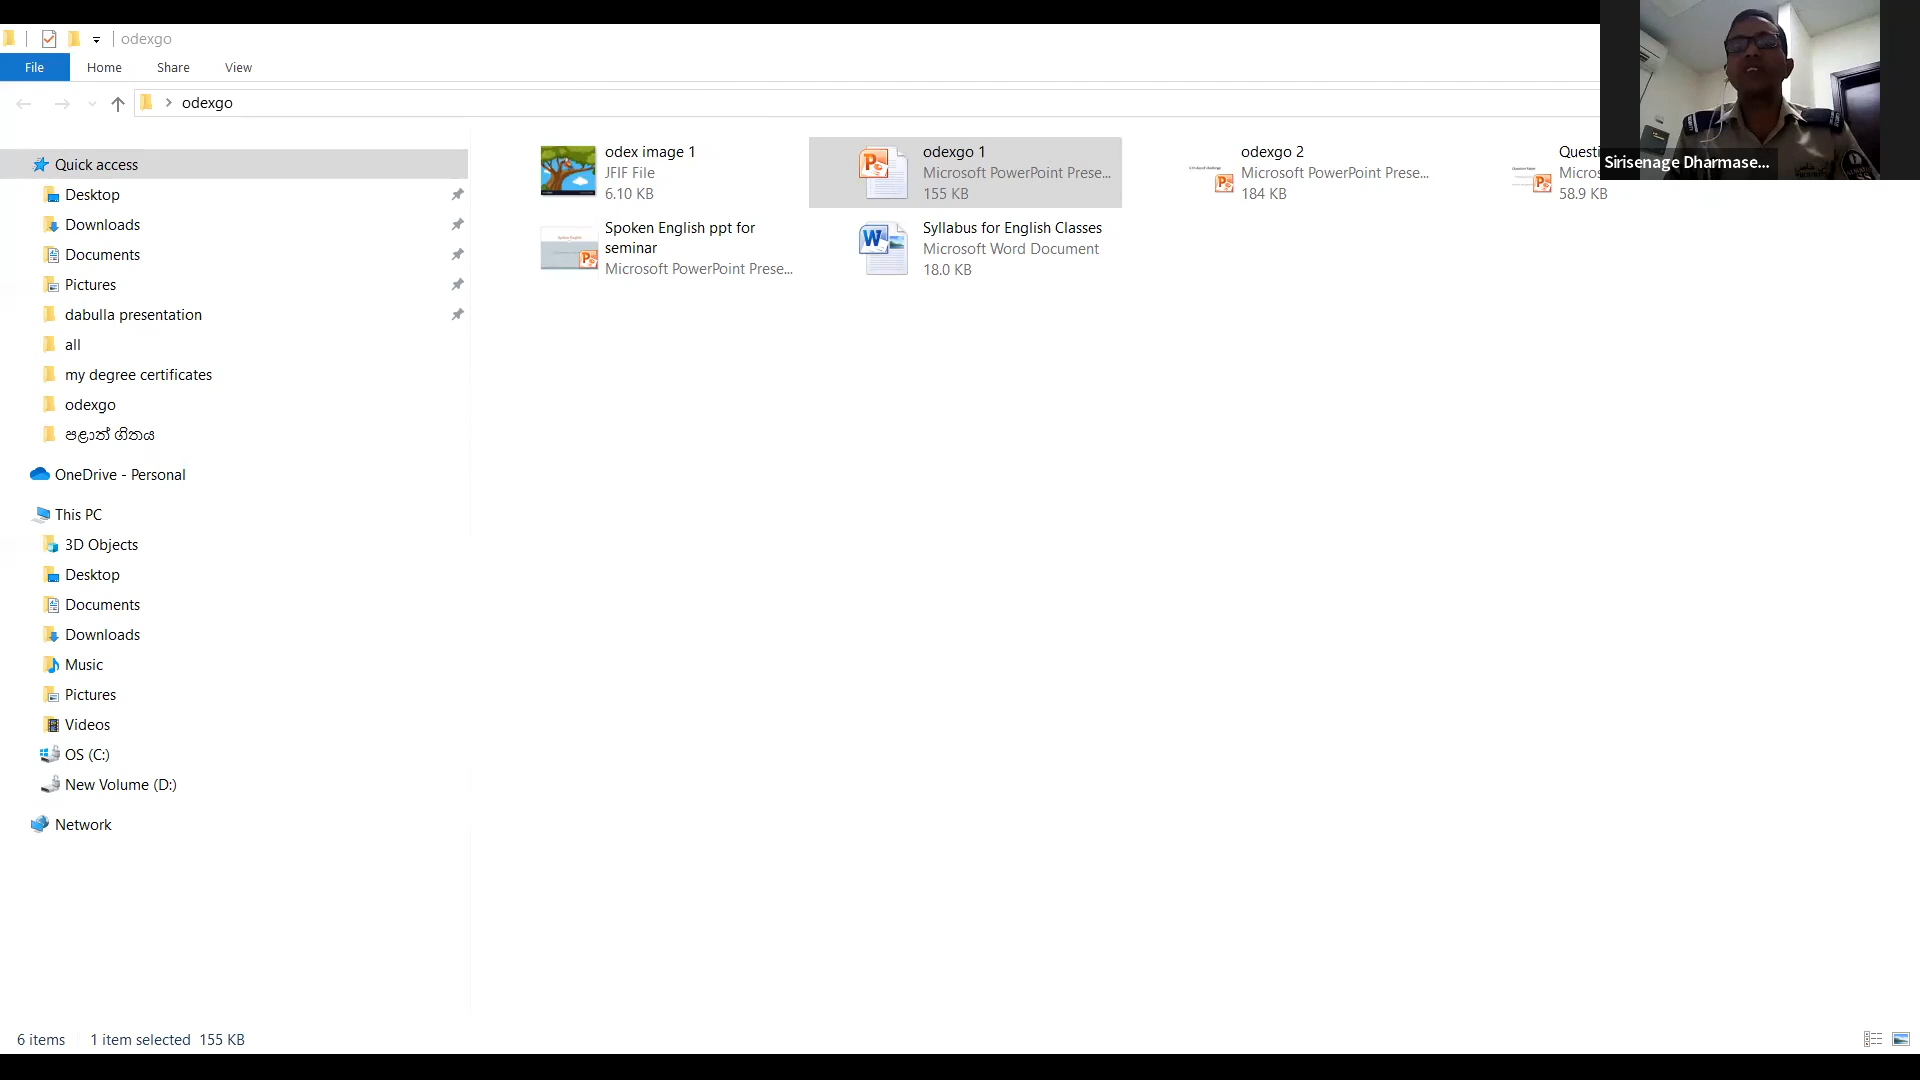 odexgo
File
Home
Share
View
odexgo
Quick access
Desktop
Downloads
Documents
Pictures
dabulla presentation
all
my degree certificates
odexgo
පළාත් ගිතය
OneDrive - Personal
This PC
3D Objects
Desktop
Documents
Downloads
Music
Pictures
Videos
OS (C:)
New Volume (D:)
Network
odex image 1
JFIF File
6.10 KB
odexgo 1
Microsoft PowerPoint Prese...
155 KB
odexgo 2
Microsoft PowerPoint Prese...
184 KB
Questi
Micros
58.9 KB
Spoken English ppt for
seminar
Microsoft PowerPoint Prese...
Syllabus for English Classes
Microsoft Word Document
18.0 KB
Sirisenage Dharmase...
6 items
1 item selected 155 KB